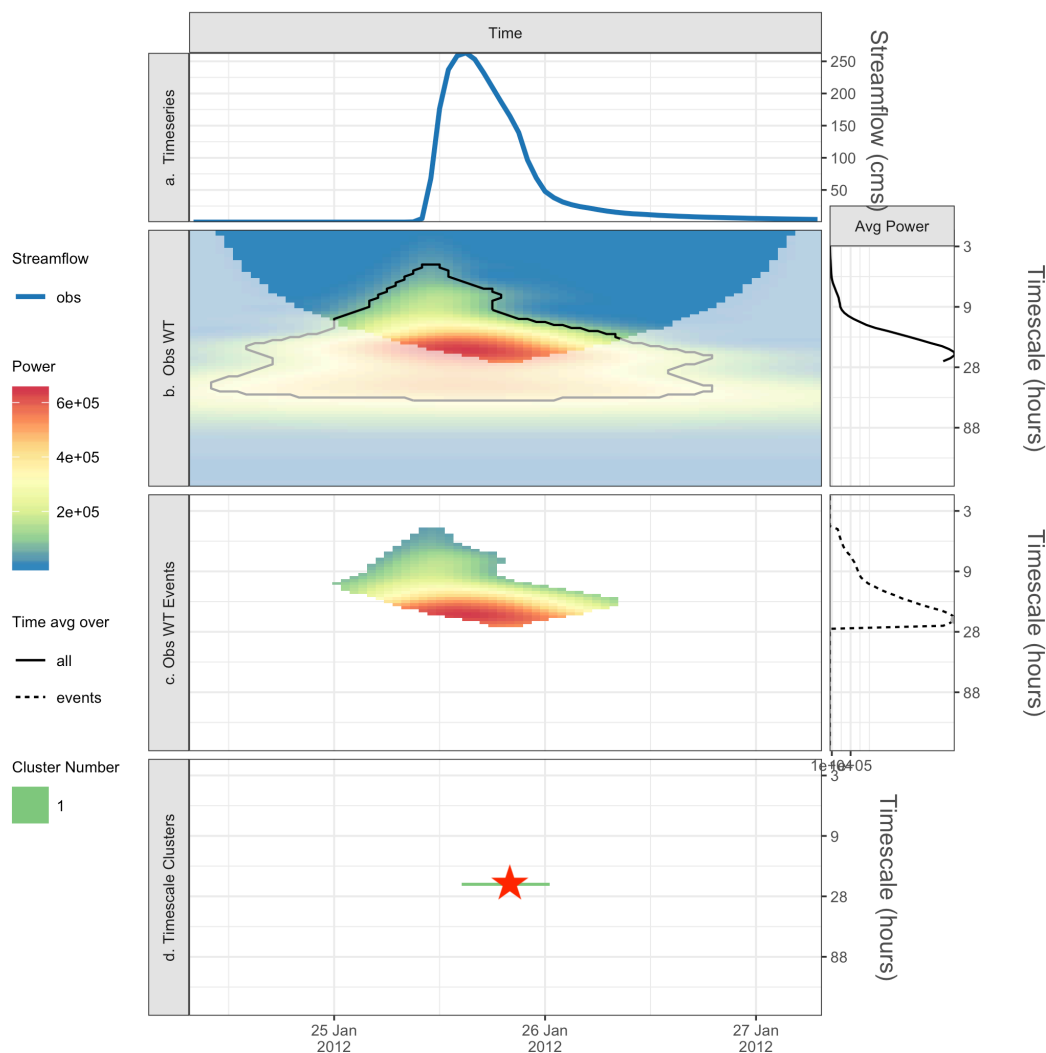 Time
a. Timeseries
250
200
150
100
50
Streamflow (cms)
Streamflow
obs
Power
6e+05
4e+05
2e+05
b. Obs WT
Avg Power
3
9
28
88
Timescale (hours)
Time avg over
all
events
c. Obs WT Events
3
9
28
88
Timescale (hours)
Cluster Number
1
d. Timescale Clusters
3
9
28
88
Timescale (hours)
25 Jan
2012
26 Jan
2012
27 Jan
2012